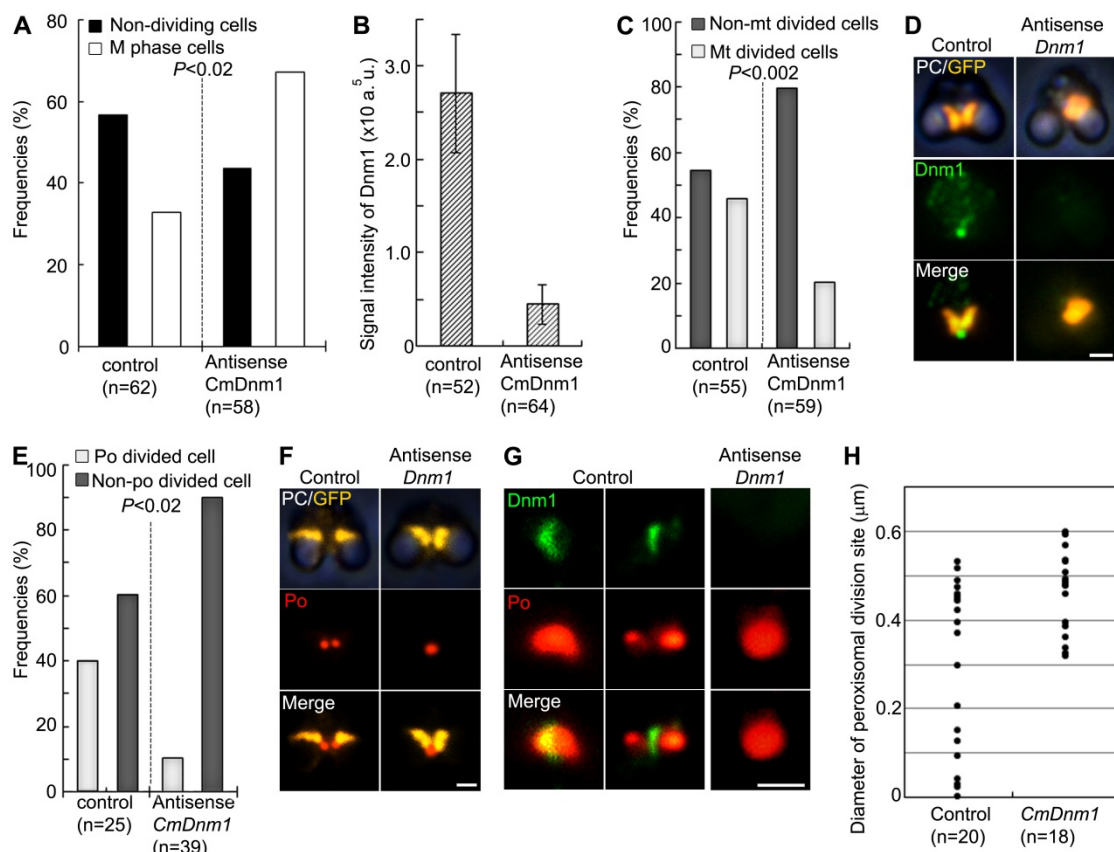 A
Non-dividing cells
M phase cells
P<0.02
Frequencies (%)
80
60
40
20
0
control
(n=62)
Antisense
CmDnm1
(n=58)
B
Signal intensity of Dnm1 (x10 5 a.u.)
3.0
2.0
1.0
0
control
(n=52)
Antisense
CmDnm1
(n=64)
C
Non-mt divided cells
Mt divided cells
P<0.002
Frequencies (%)
100
80
60
40
20
0
control
(n=55)
Antisense
CmDnm1
(n=59)
D
Control
Antisense
Dnm1
PC/GFP
Dnm1
Merge
E
Po divided cell
Non-po divided cell
P<0.02
Frequencies (%)
100
80
60
40
20
0
control
(n=25)
Antisense
CmDnm1
(n=39)
F
Control
Antisense
Dnm1
PC/GFP
Po
Merge
G
Control
Antisense
Dnm1
Dnm1
Po
Merge
H
Diameter of peroxisomal division site (μm)
0.6
0.4
0.2
0
Control
(n=20)
CmDnm1
(n=18)